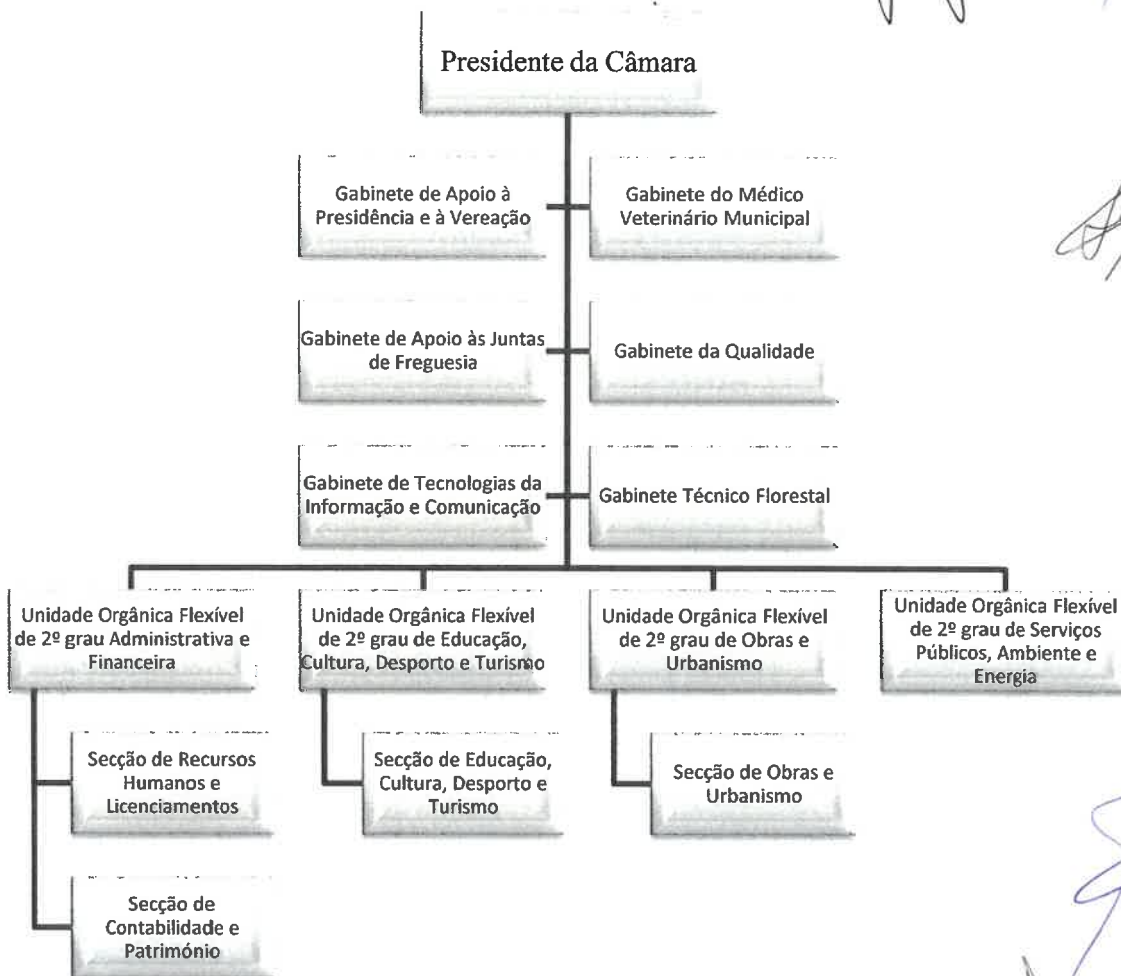 Presidente da Câmara
Gabinete de Apoio à
Presidência e à Vereação
Gabinete do Médico
Veterinário Municipal
Gabinete de Apoio às Juntas
de Freguesia
Gabinete da Qualidade
Gabinete de Tecnologias da
Informação e Comunicação
Gabinete Técnico Florestal
Unidade Orgânica Flexível
de 2º grau Administrativa e
Financeira
Unidade Orgânica Flexível
de 2º grau de Educação,
Cultura, Desporto e Turismo
Unidade Orgânica Flexível
de 2º grau de Obras e
Urbanismo
Unidade Orgânica Flexível
de 2º grau de Serviços
Públicos, Ambiente e
Energia
Secção de Recursos
Humanos e
Licenciamentos
Secção de Educação,
Cultura, Desporto e
Turismo
Secção de Obras e
Urbanismo
Secção de
Contabilidade e
Património